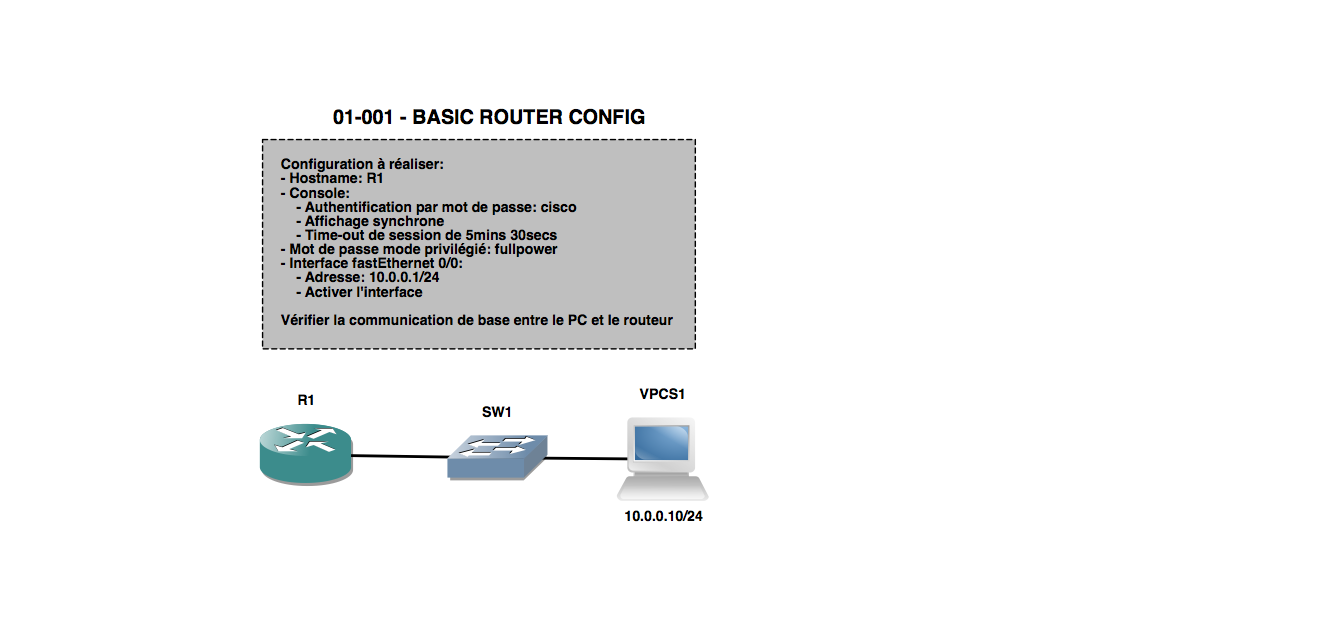 01-001 - BASIC ROUTER CONFIG
Configuration à réaliser:
- Hostname: R1
- Console:
- Authentification par mot de passe: cisco
- Affichage synchrone
- Time-out de session de 5mins 30secs
- Mot de passe mode privilégié: fullpower
- Interface fastEthernet 0/0:
- Adresse: 10.0.0.1/24
- Activer l'interface
Vérifier la communication de base entre le PC et le routeur
R1
SW1
VPCS1
10.0.0.10/24